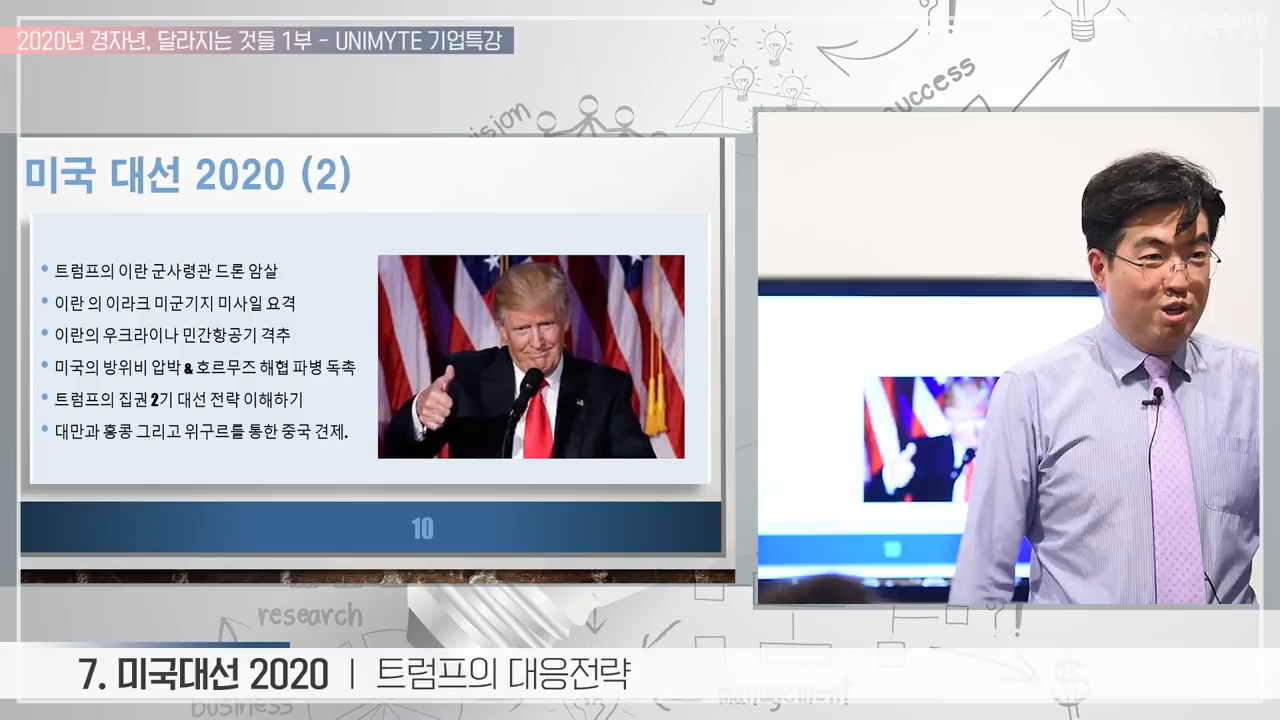 2020년 경자년, 달라지는 것들 1부 - UNIMYTE 기업특강
success
ision
미국 대선 2020 (2)
• 트럼프의 이란 군사령관 드론 암살
• 이란 의 이라크 미군기지 미사일 요격
• 이란의 우크라이나 민간항공기 격추
• 미국의 방위비 압박 & 호르무즈 해협 파병 독촉
• 트럼프의 집권 2기 대선 전략 이해하기
• 대만과 홍콩 그리고 위구르를 통한 중국 견제.
10
research
7. 미국대선 2020 | 트럼프의 대응전략
business
management